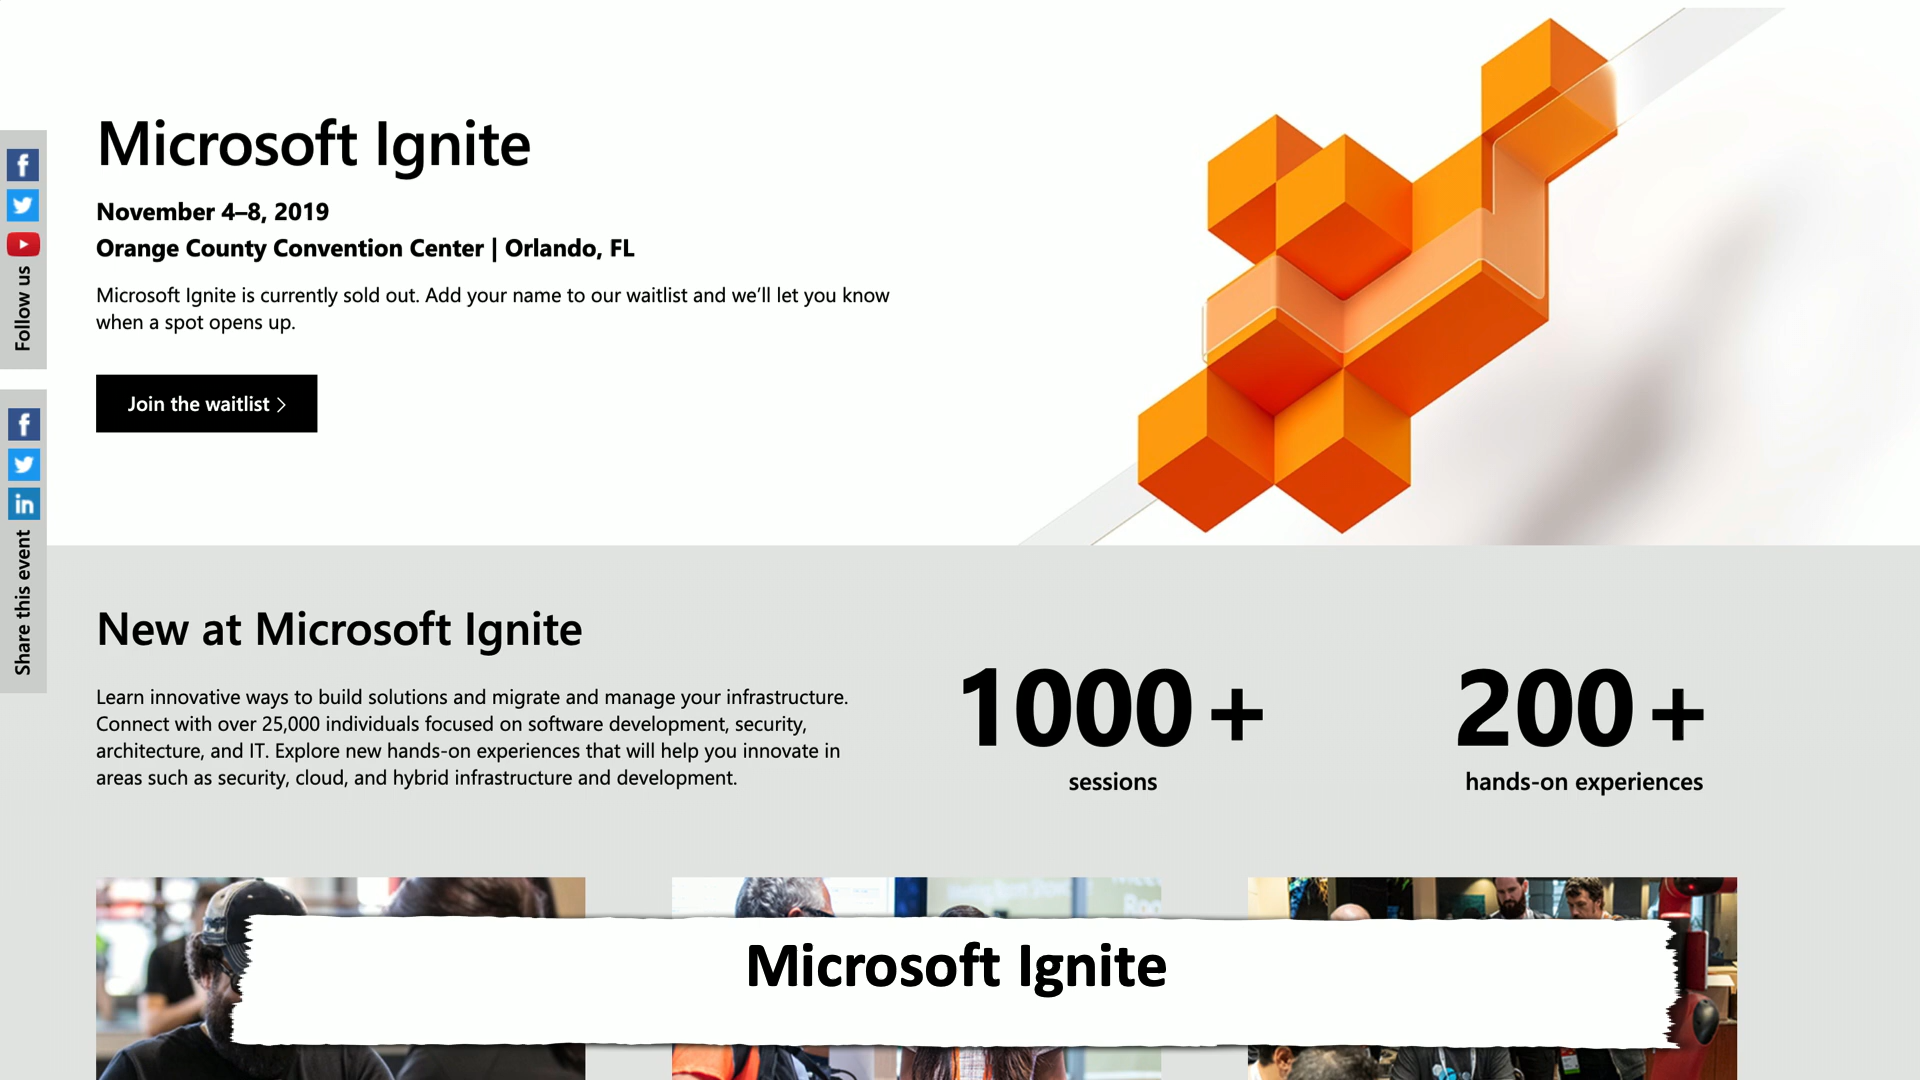 Microsoft Ignite
November 4–8, 2019
Orange County Convention Center | Orlando, FL
Microsoft Ignite is currently sold out. Add your name to our waitlist and we’ll let you know
when a spot opens up.
Join the waitlist >
Follow us
Share this event
New at Microsoft Ignite
Learn innovative ways to build solutions and migrate and manage your infrastructure.
Connect with over 25,000 individuals focused on software development, security,
architecture, and IT. Explore new hands-on experiences that will help you innovate in
areas such as security, cloud, and hybrid infrastructure and development.
1000+
sessions
200+
hands-on experiences
Microsoft Ignite